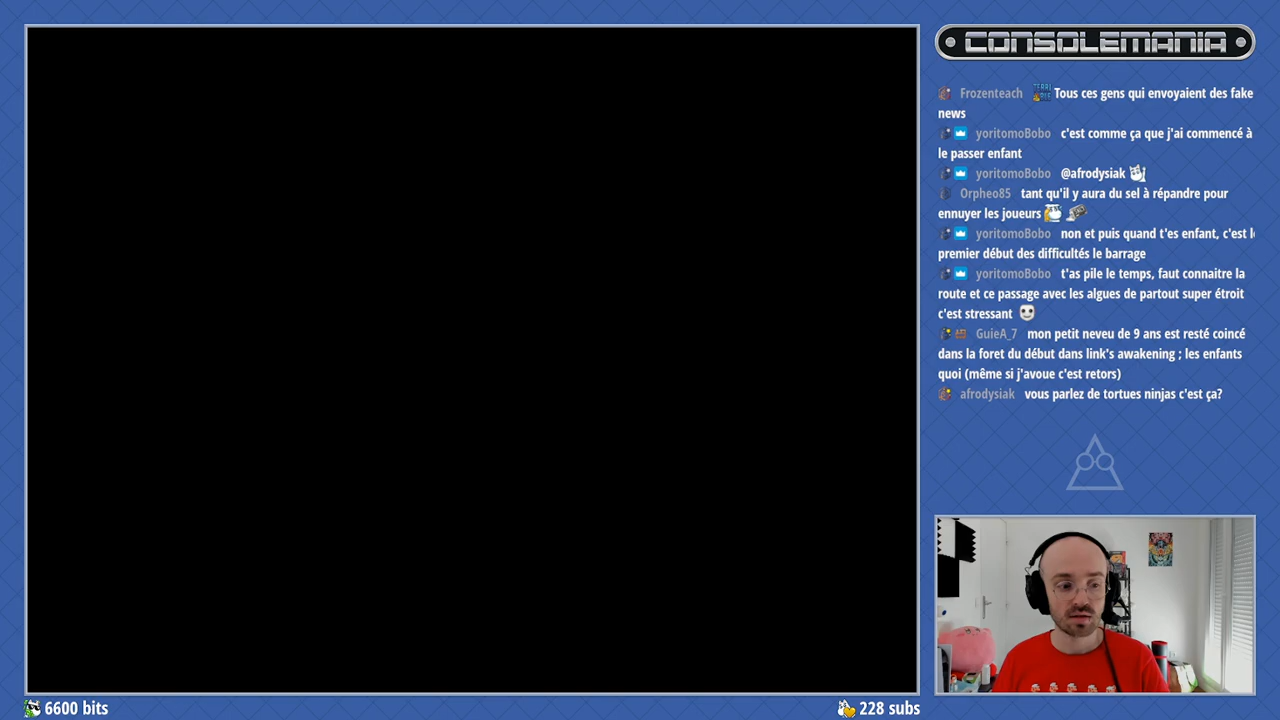 CONSOLEMANIA
Frozenteach Tous ces gens qui envoyaient des fake
news
yoritomoBobo c'est comme ça que j'ai commencé à
le passer enfant
yoritomoBobo @afrodysiak
Orpheo85 tant qu'il y aura du sel à répandre pour
ennuyer les joueurs
yoritomoBobo non et puis quand t'es enfant, c'est le
premier début des difficultés le barrage
yoritomoBobo t'as pile le temps, faut connaitre la
route et ce passage avec les algues de partout super étroit
c'est stressant
GuieA_7 mon petit neveu de 9 ans est resté coincé
dans la foret du début dans link's awakening ; les enfants
quoi (même si j'avoue c'est retors)
afrodysiak vous parlez de tortues ninjas c'est ça?
6600 bits
228 subs